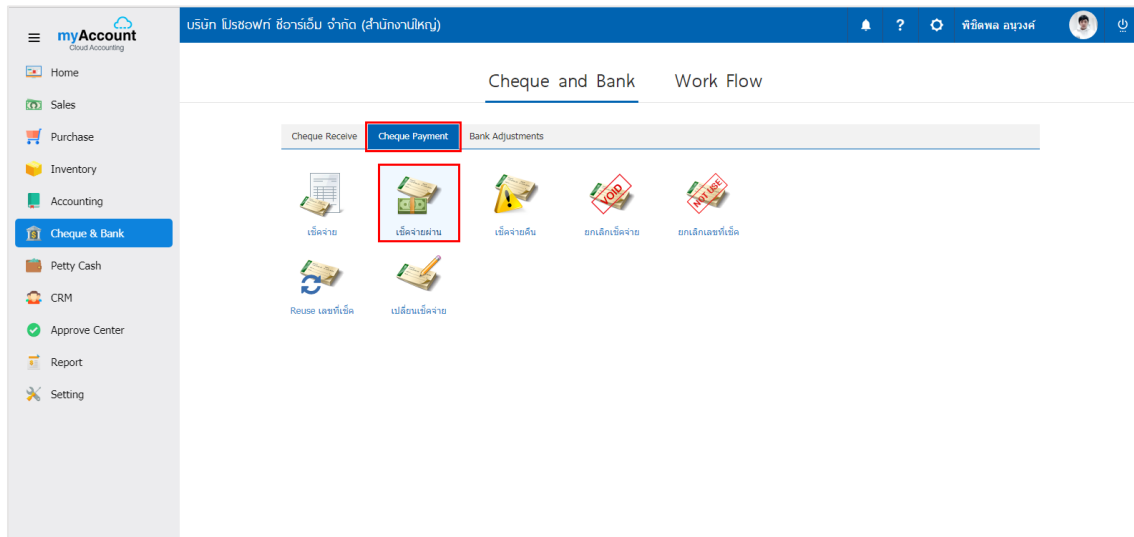 myAccount
Cloud Accounting
บริษัท โปรซอฟท์ ซีอาร์เอ็ม จำกัด (สำนักงานใหญ่)
?
พิชิตพล อนุวงค์
Home
Sales
Purchase
Inventory
Accounting
Cheque & Bank
Petty Cash
CRM
Approve Center
Report
Setting
Cheque and Bank Work Flow
Cheque Receive Cheque Payment Bank Adjustments
VOID NOT USE
เช็คจ่าย เช็คจ่ายผ่าน เช็คจ่ายคืน ยกเลิกเช็คจ่าย ยกเลิกเลขที่เช็ค
Reuse เลขที่เช็ค เปลี่ยนเช็คจ่าย